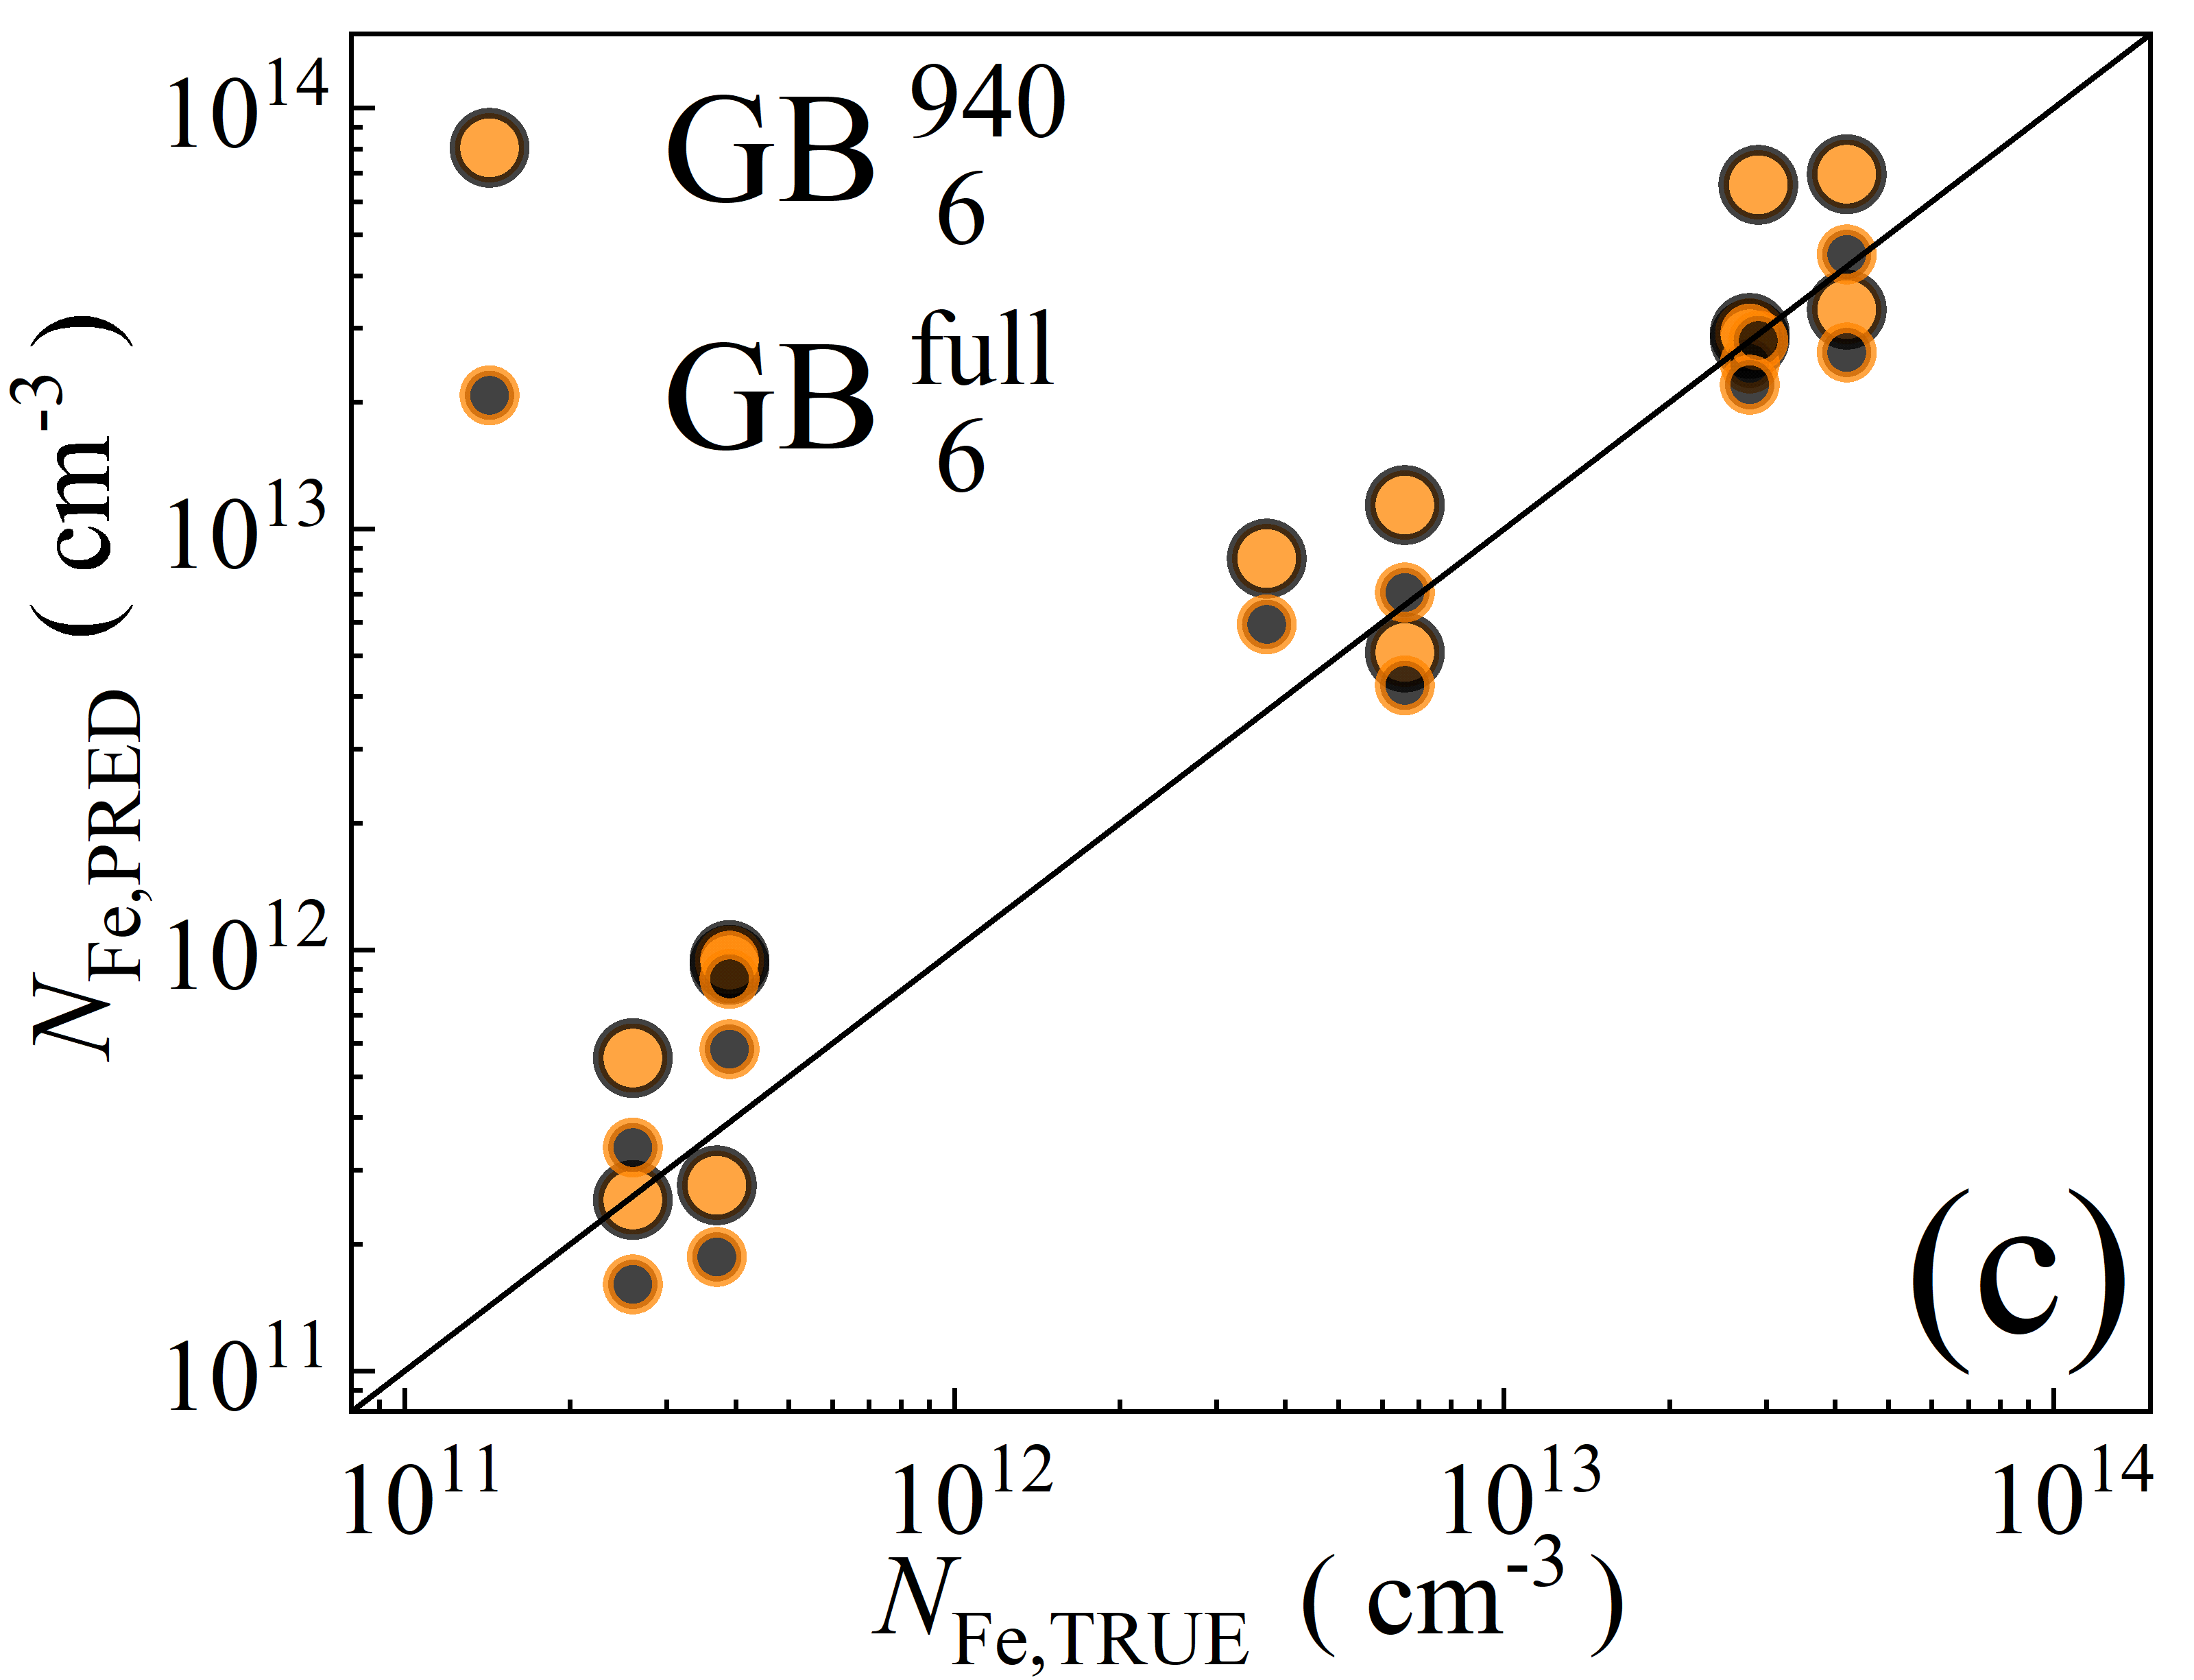 GB 940 6
GB full 6
10^14
10^13
10^12
10^11
N_Fe,PRED (cm^-3)
(c)
10^11 10^12 10^13 10^14
N_Fe,TRUE (cm^-3)